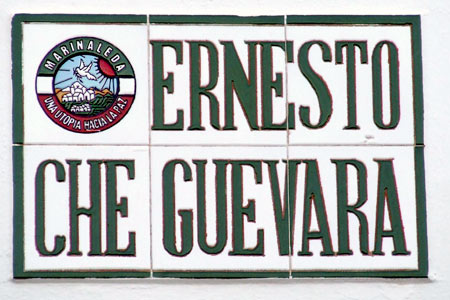 MARINALEDA
UNA UTOPIA HACIA LA PAZ
ERNESTO
CHE GUEVARA